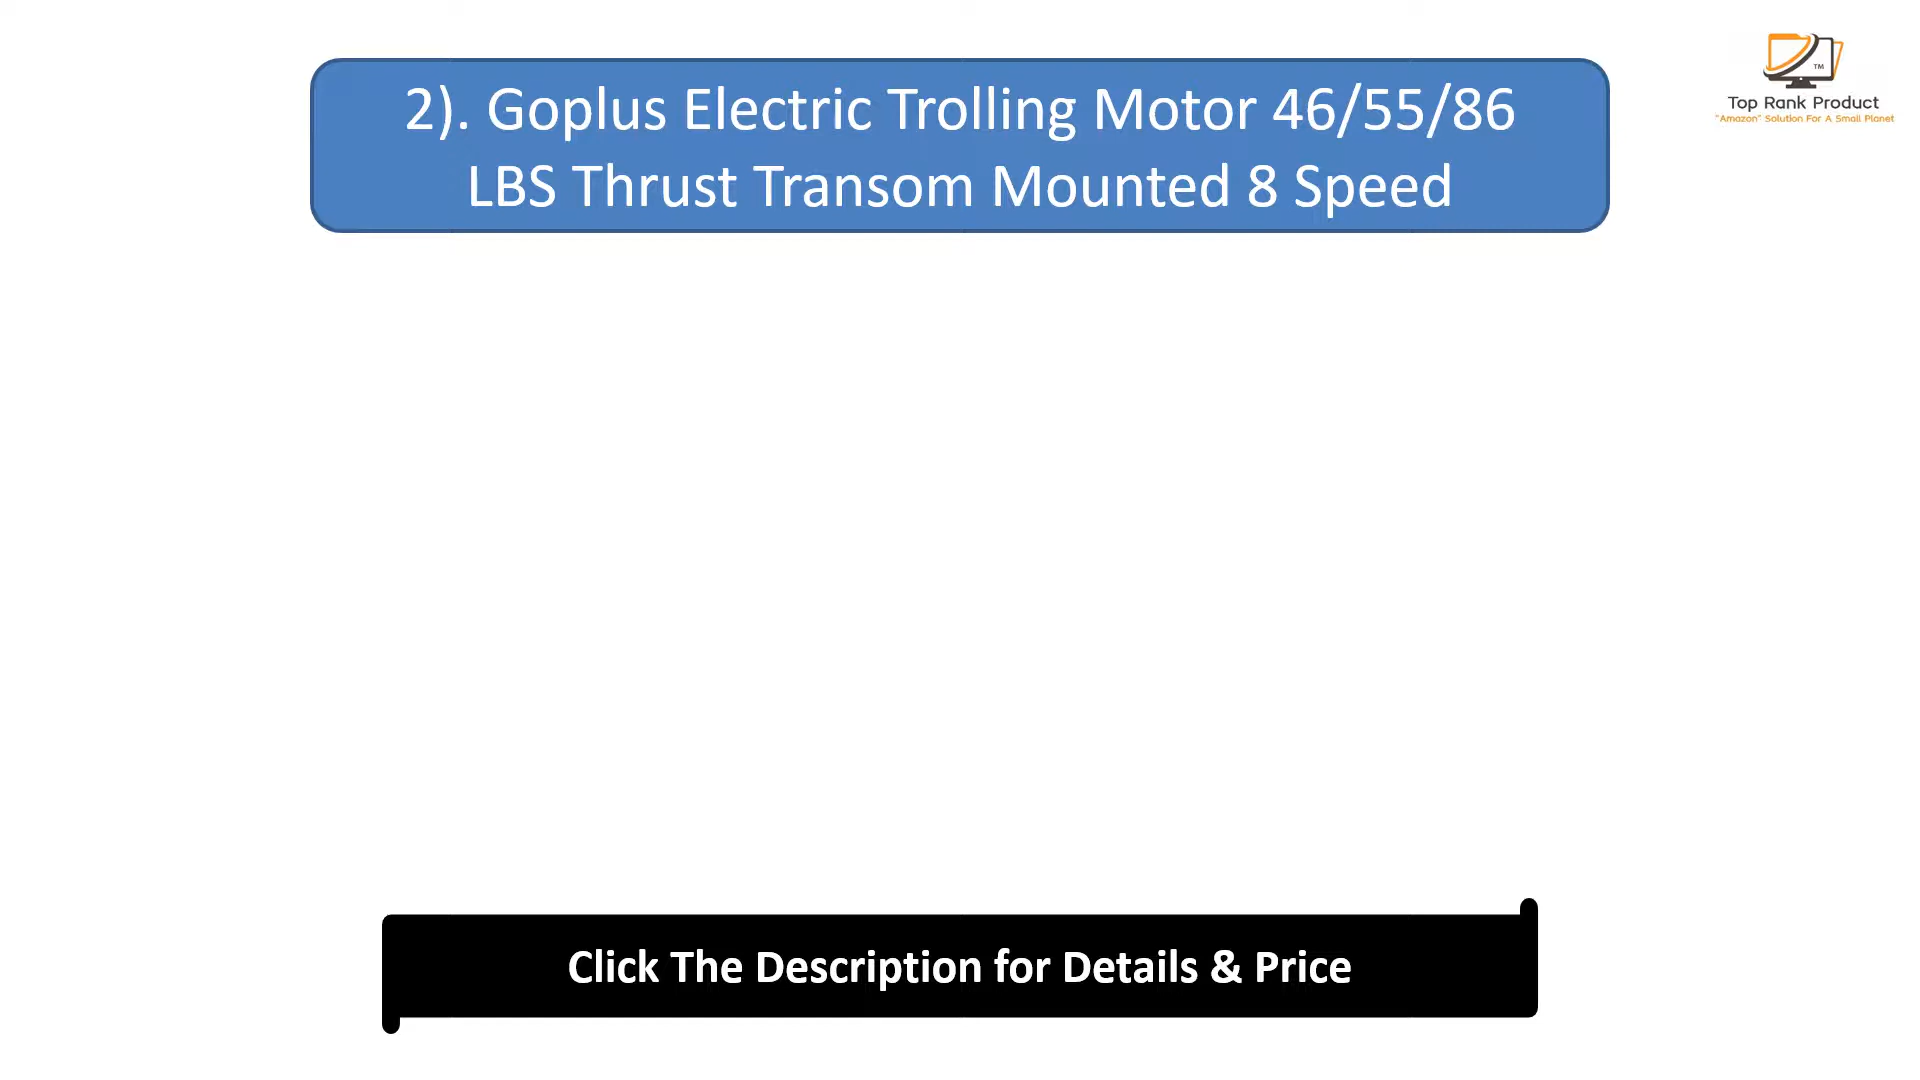 2). Goplus Electric Trolling Motor 46/55/86
LBS Thrust Transom Mounted 8 Speed
TM
Top Rank Product
"Amazon" Solution For A Small Planet
Click The Description for Details & Price